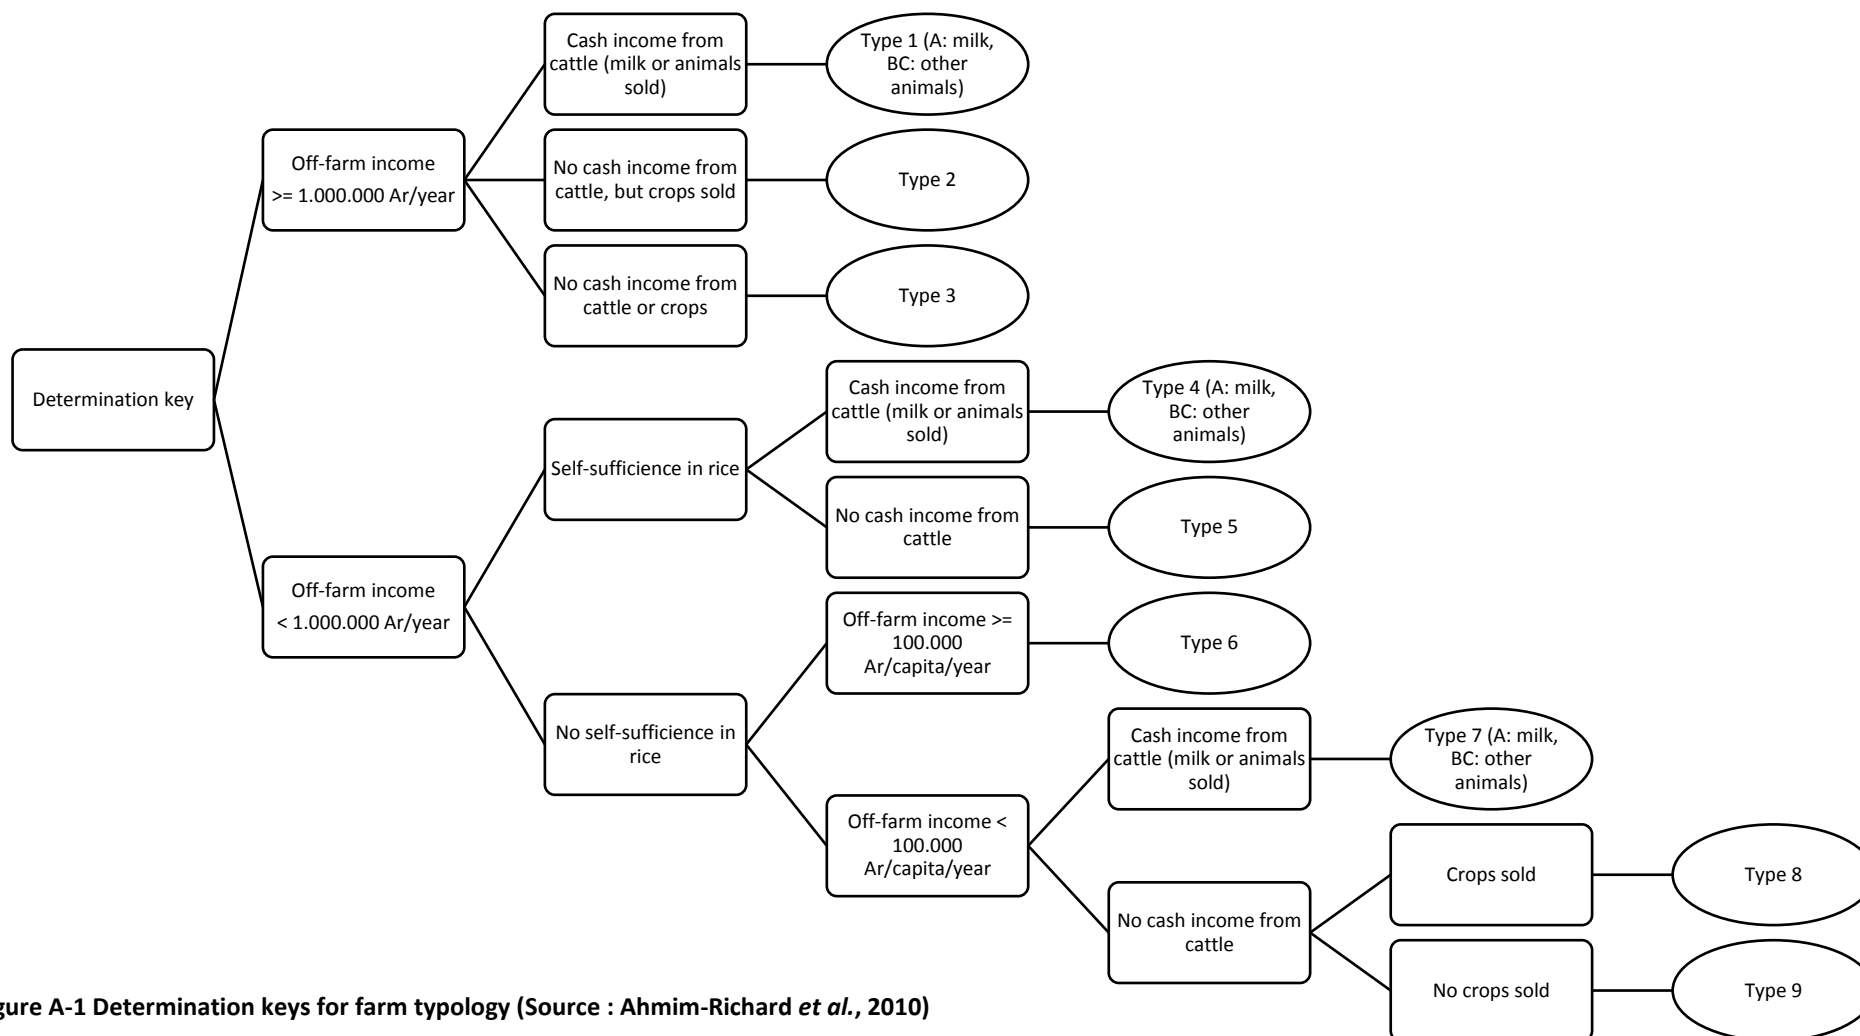 Cash income from
cattle (milk or animals
sold)
Type 1 (A: milk,
BC: other
animals)
Off-farm income
>= 1.000.000 Ar/year
No cash income from
cattle, but crops sold
Type 2
No cash income from
cattle or crops
Type 3
Determination key
Cash income from
cattle (milk or animals
sold)
Type 4 (A: milk,
BC: other
animals)
Self-sufficience in rice
No cash income from
cattle
Type 5
Off-farm income
< 1.000.000 Ar/year
Off-farm income >=
100.000
Ar/capita/year
Type 6
No self-sufficience in
rice
Cash income from
cattle (milk or animals
sold)
Type 7 (A: milk,
BC: other
animals)
Off-farm income <
100.000
Ar/capita/year
Crops sold
Type 8
No cash income from
cattle
No crops sold
Type 9
gure A-1 Determination keys for farm typology (Source : Ahmim-Richard et al., 2010)